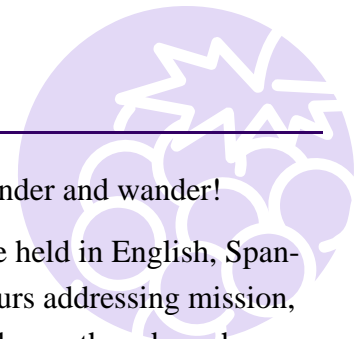 nder and wander!
e held in English, Span-
urs addressing mission,